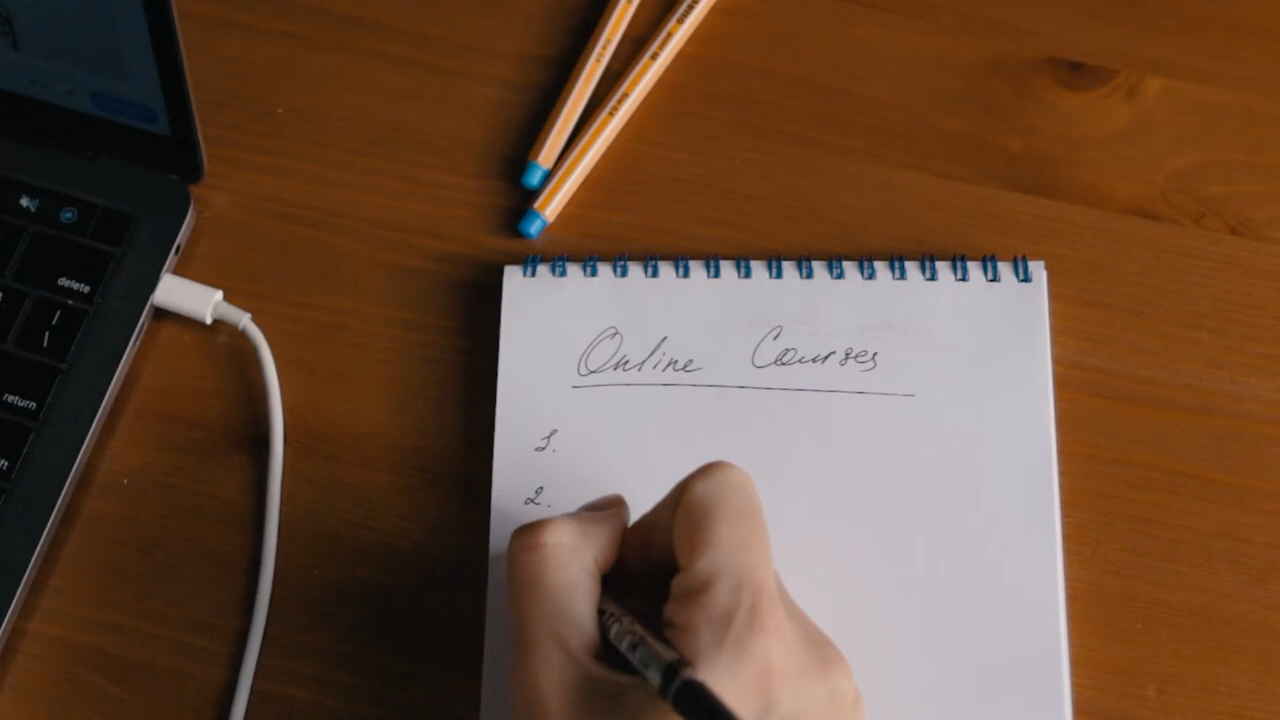 delete
return
Online Courses
1.
2.